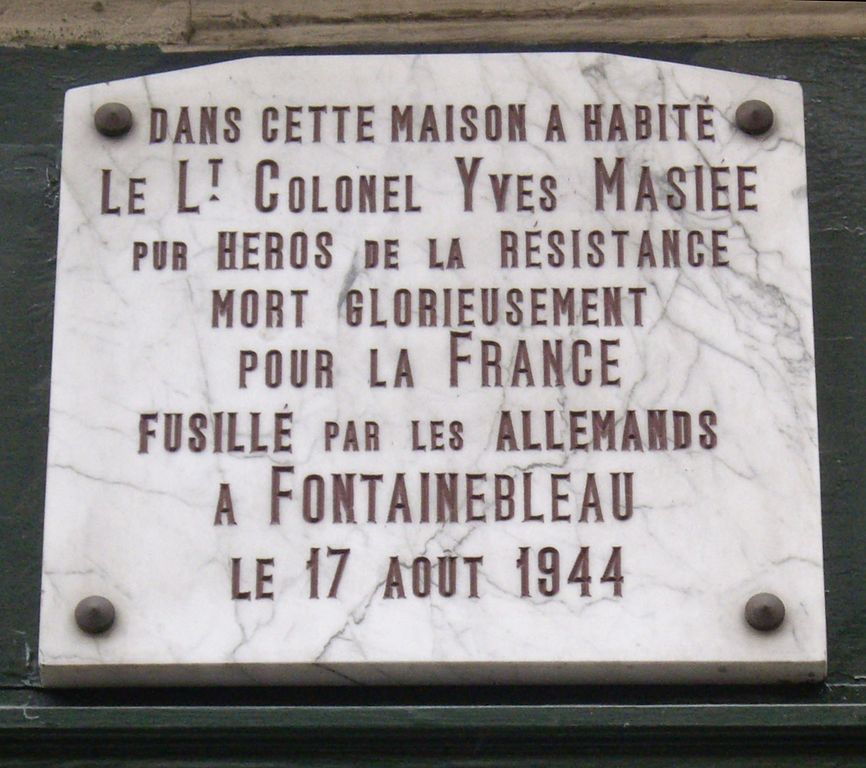 DANS CETTE MAISON A HABITÉ
LE LT. COLONEL YVES MASIÉE
PUR HEROS DE LA RÉSISTANCE
MORT GLORIEUSEMENT
POUR LA FRANCE
FUSILLÉ PAR LES ALLEMANDS
A FONTAINEBLEAU
LE 17 AOÛT 1944